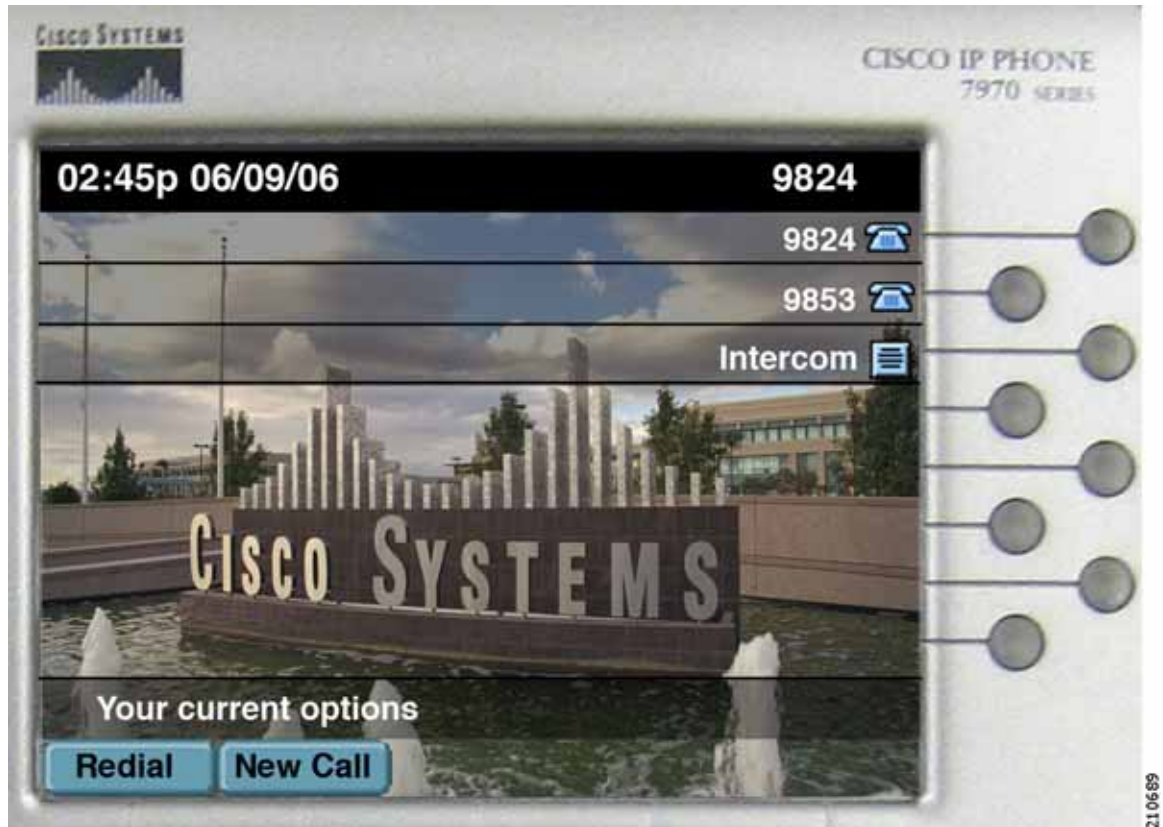 CISCO SYSTEMS
CISCO IP PHONE
7970 SERIES
02:45p 06/09/06 9824
9824
9853
Intercom
CISCO SYSTEMS
Your current options
Redial New Call
210689